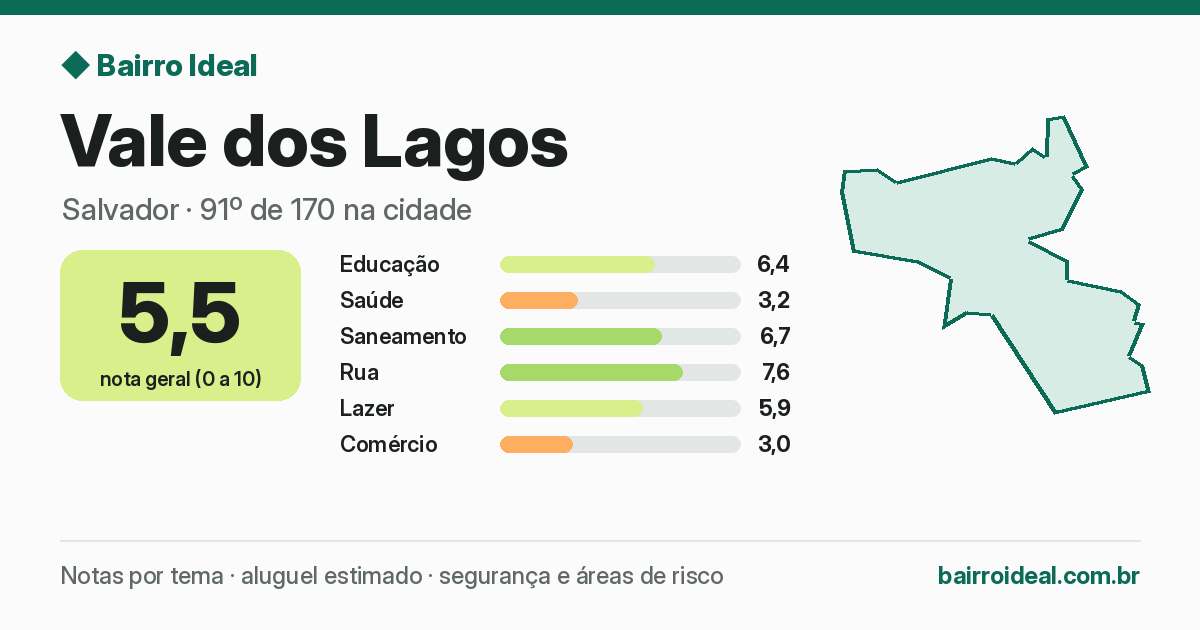 Bairro Ideal
Vale dos Lagos
Salvador · 91º de 170 na cidade
5,5
nota geral (0 a 10)
Educação 6,4
Saúde 3,2
Saneamento 6,7
Rua 7,6
Lazer 5,9
Comércio 3,0
Notas por tema · aluguel estimado · segurança e áreas de risco
bairroideal.com.br